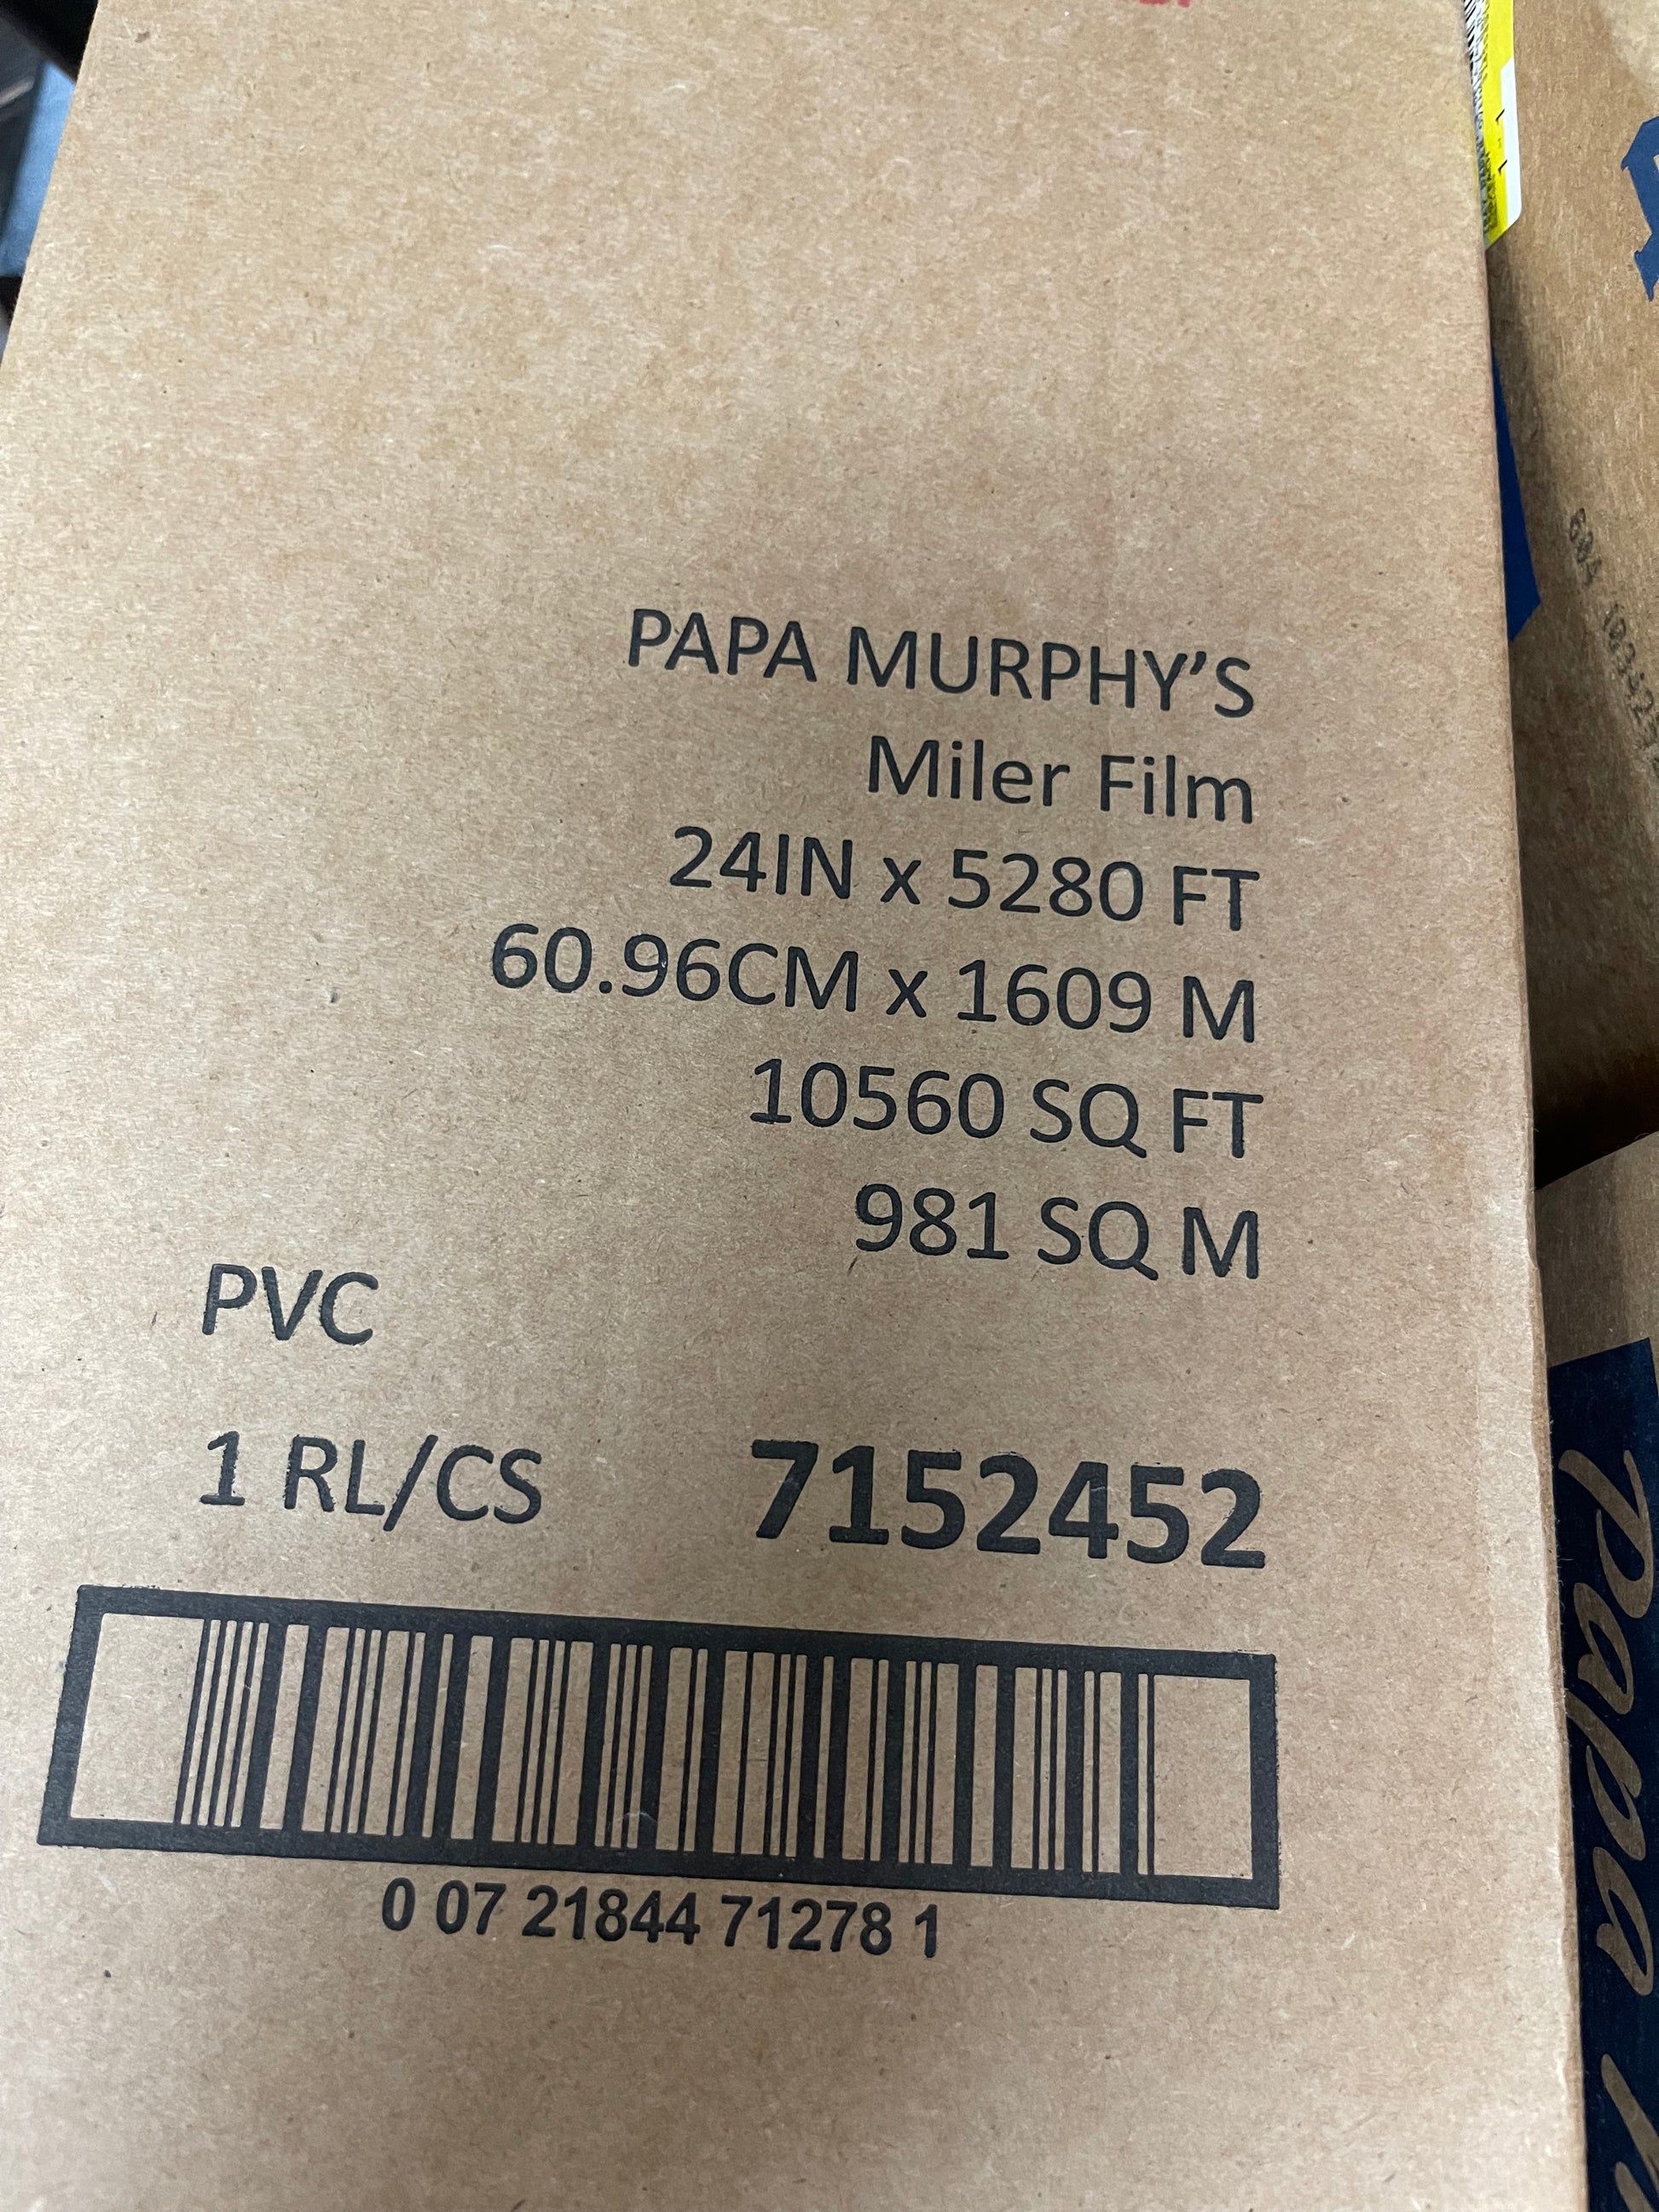 PAPA MURPHY'S
Miler Film
24IN x 5280 FT
60.96CM x 1609 M
10560 SQ FT
981 SQ M
PVC
1 RL/CS 7152452
0 07 21844 71278 1
papa